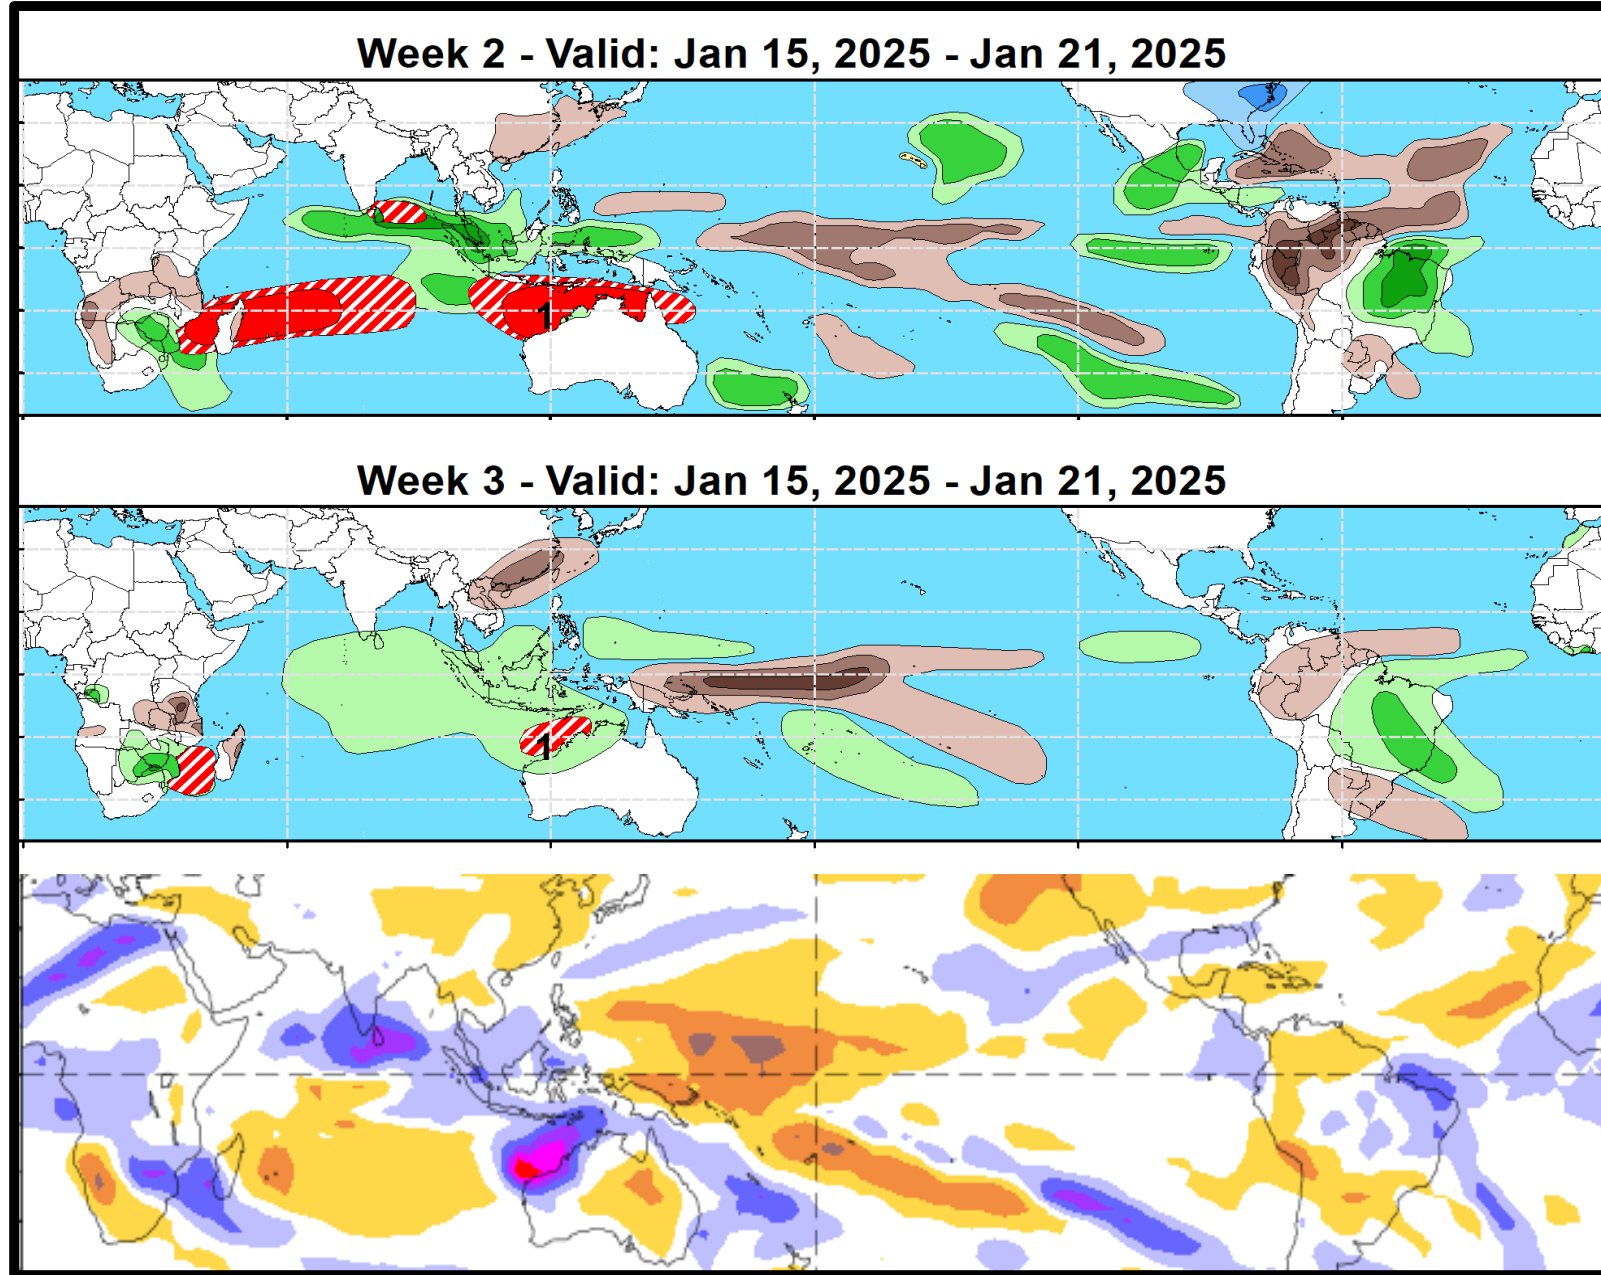 Week 2 - Valid: Jan 15, 2025 - Jan 21, 2025
1
Week 3 - Valid: Jan 15, 2025 - Jan 21, 2025
1